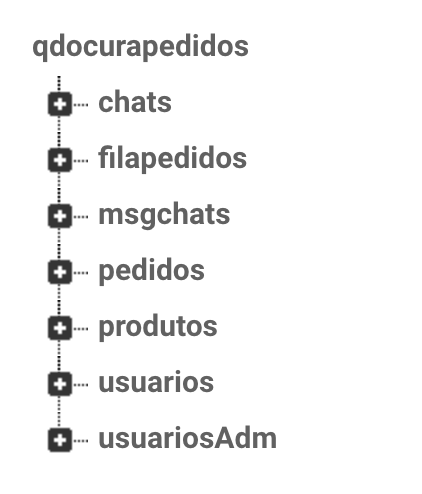 qdocurapedidos
chats
filapedidos
msgchats
pedidos
produtos
usuarios
usuariosAdm